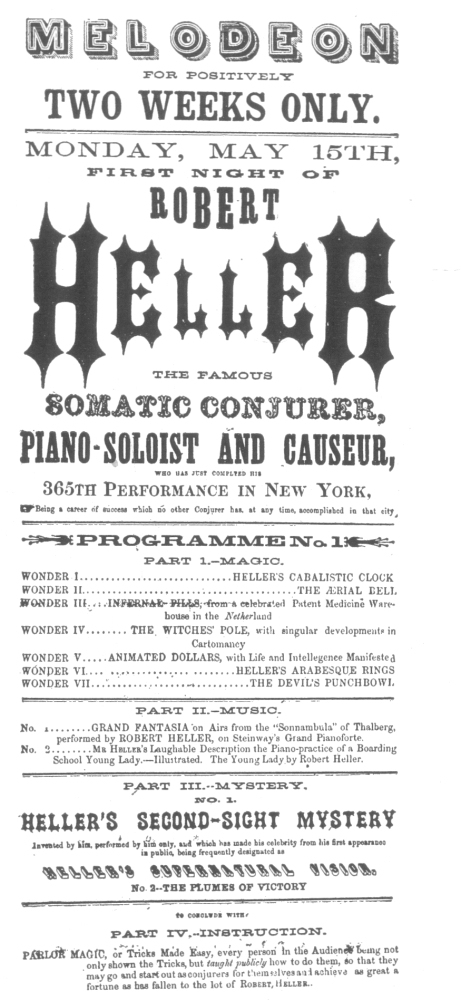 MELODEON
FOR POSITIVELY
TWO WEEKS ONLY.
MONDAY, MAY 15TH,
FIRST NIGHT OF
ROBERT
HELLER
THE FAMOUS
SOMATIC CONJURER,
PIANO-SOLOIST AND CAUSEUR,
WHO HAS JUST COMPLTED HIS
365TH PERFORMANCE IN NEW YORK,
☞Being a career of success which no other Conjurer has, at any time, accomplished in that city,
PROGRAMME No. 1
PART 1.—MAGIC.
WONDER I............................HELLER'S CABALISTIC CLOCK
WONDER II.......................................THE ÆRIAL BELL
WONDER III....INFERNAL PILLS, from a celebrated Patent Medicine Ware-
house in the Netherland
WONDER IV........THE WITCHES' POLE, with singular developments in
Cartomancy
WONDER V.....ANIMATED DOLLARS, with Life and Intellegence Manifested
WONDER VI.... .................. ........HELLER'S ARABESQUE RINGS
WONDER VII..............................THE DEVIL'S PUNCHBOWL
PART II.—MUSIC.
No. 1........GRAND FANTASIA on Airs from the "Sonnambula" of Thalberg,
performed by ROBERT HELLER, on Steinway's Grand Pianoforte.
No. 2........MR HELLER'S Laughable Description the Piano-practice of a Boarding
School Young Lady.—Illustrated. The Young Lady by Robert Heller.
PART III.--MYSTERY.
NO. 1.
HELLER'S SECOND-SIGHT MYSTERY
Invented by him, performed by him only, and which has made his celebrity from his first appearance
in public, being frequently designated as
HELLER'S SUPERNATURAL VISION.
No. 2--THE PLUMES OF VICTORY
TO CONCLUDE WITH
PART IV.—INSTRUCTION.
PARLOR MAGIC, or Tricks Made Easy, every person in the Audience being not
only shown the Tricks, but taught publicly how to do them, so that they
may go and start out as conjurers for themselves and achieve as great a
fortune as has fallen to the lot of ROBERT HELLER..